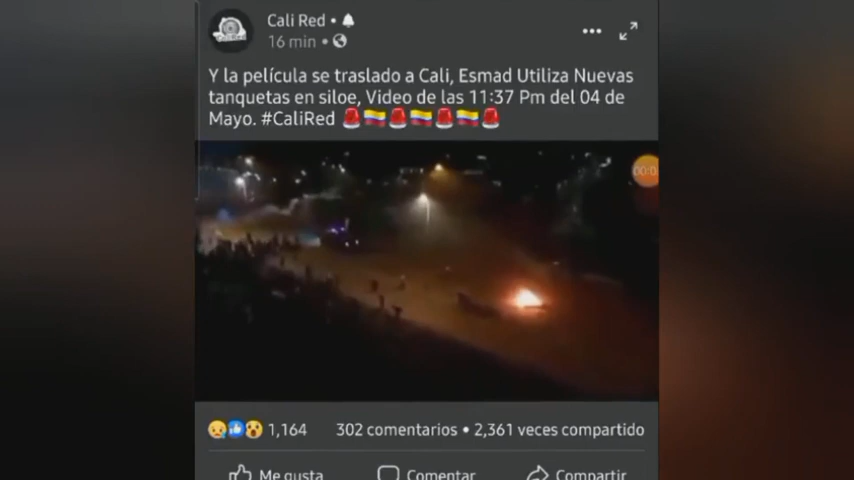 Cali Red •
16 min •
Y la película se traslado a Cali, Esmad Utiliza Nuevas
tanquetas en siloe, Video de las 11:37 Pm del 04 de
Mayo. #CaliRed
1,164 302 comentarios • 2,361 veces compartido
Me gusta Comentar Compartir